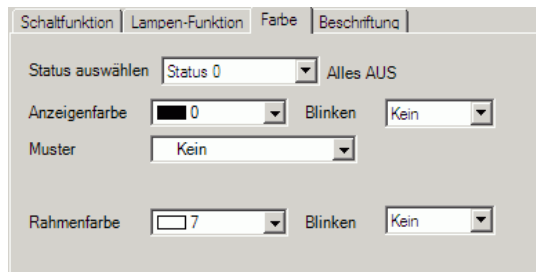 Schaltfunktion Lampen-Funktion Farbe Beschriftung
Status auswählen Status 0 Alles AUS
Anzeigenfarbe 0 Blinken Kein
Muster Kein
Rahmenfarbe 7 Blinken Kein